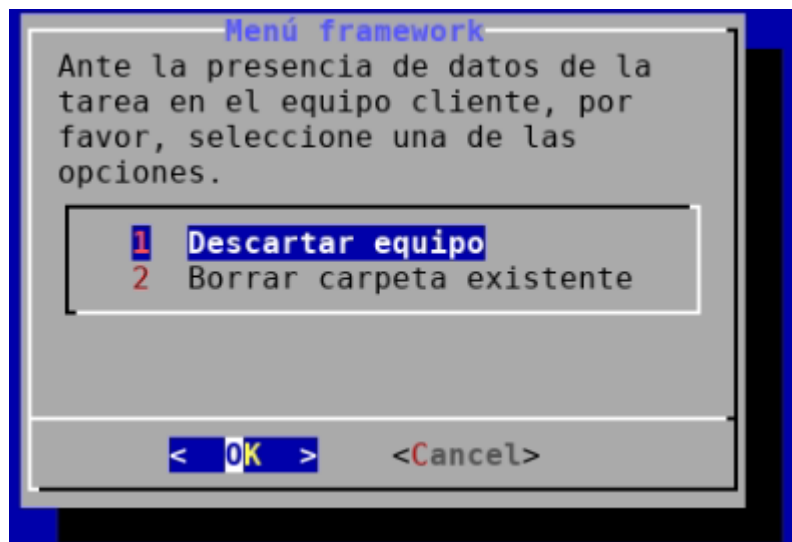 Menú framework
Ante la presencia de datos de la
tarea en el equipo cliente, por
favor, seleccione una de las
opciones.
1 Descartar equipo
2 Borrar carpeta existente
< OK > <Cancel>